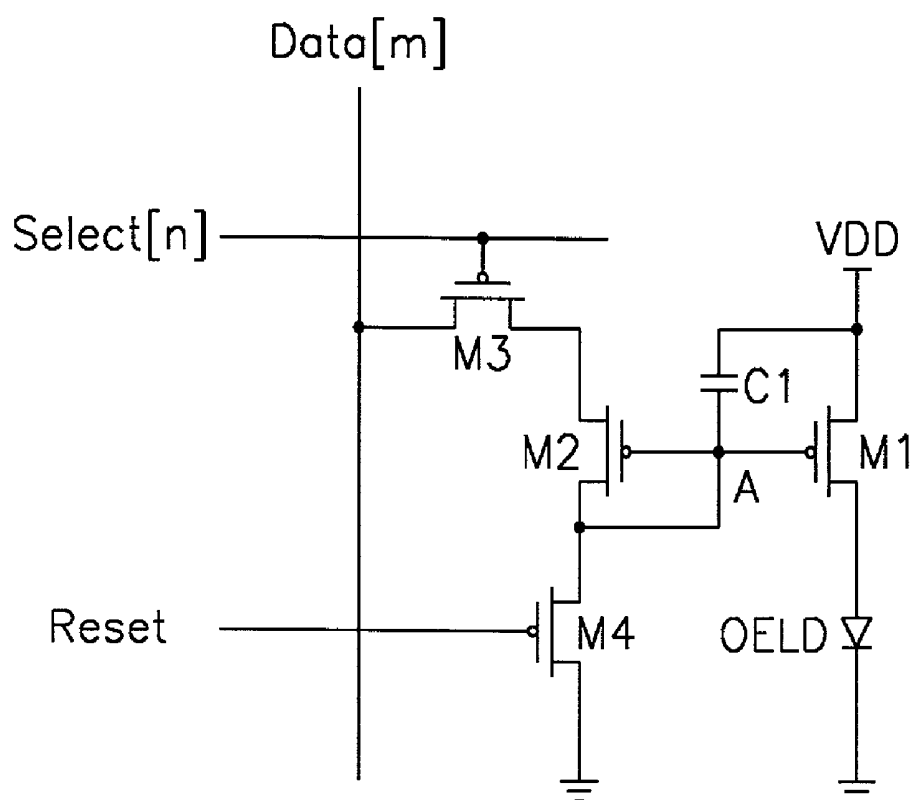 Data[m]
Select[n]
VDD
M3
C1
M2
M1
A
Reset
M4
OELD